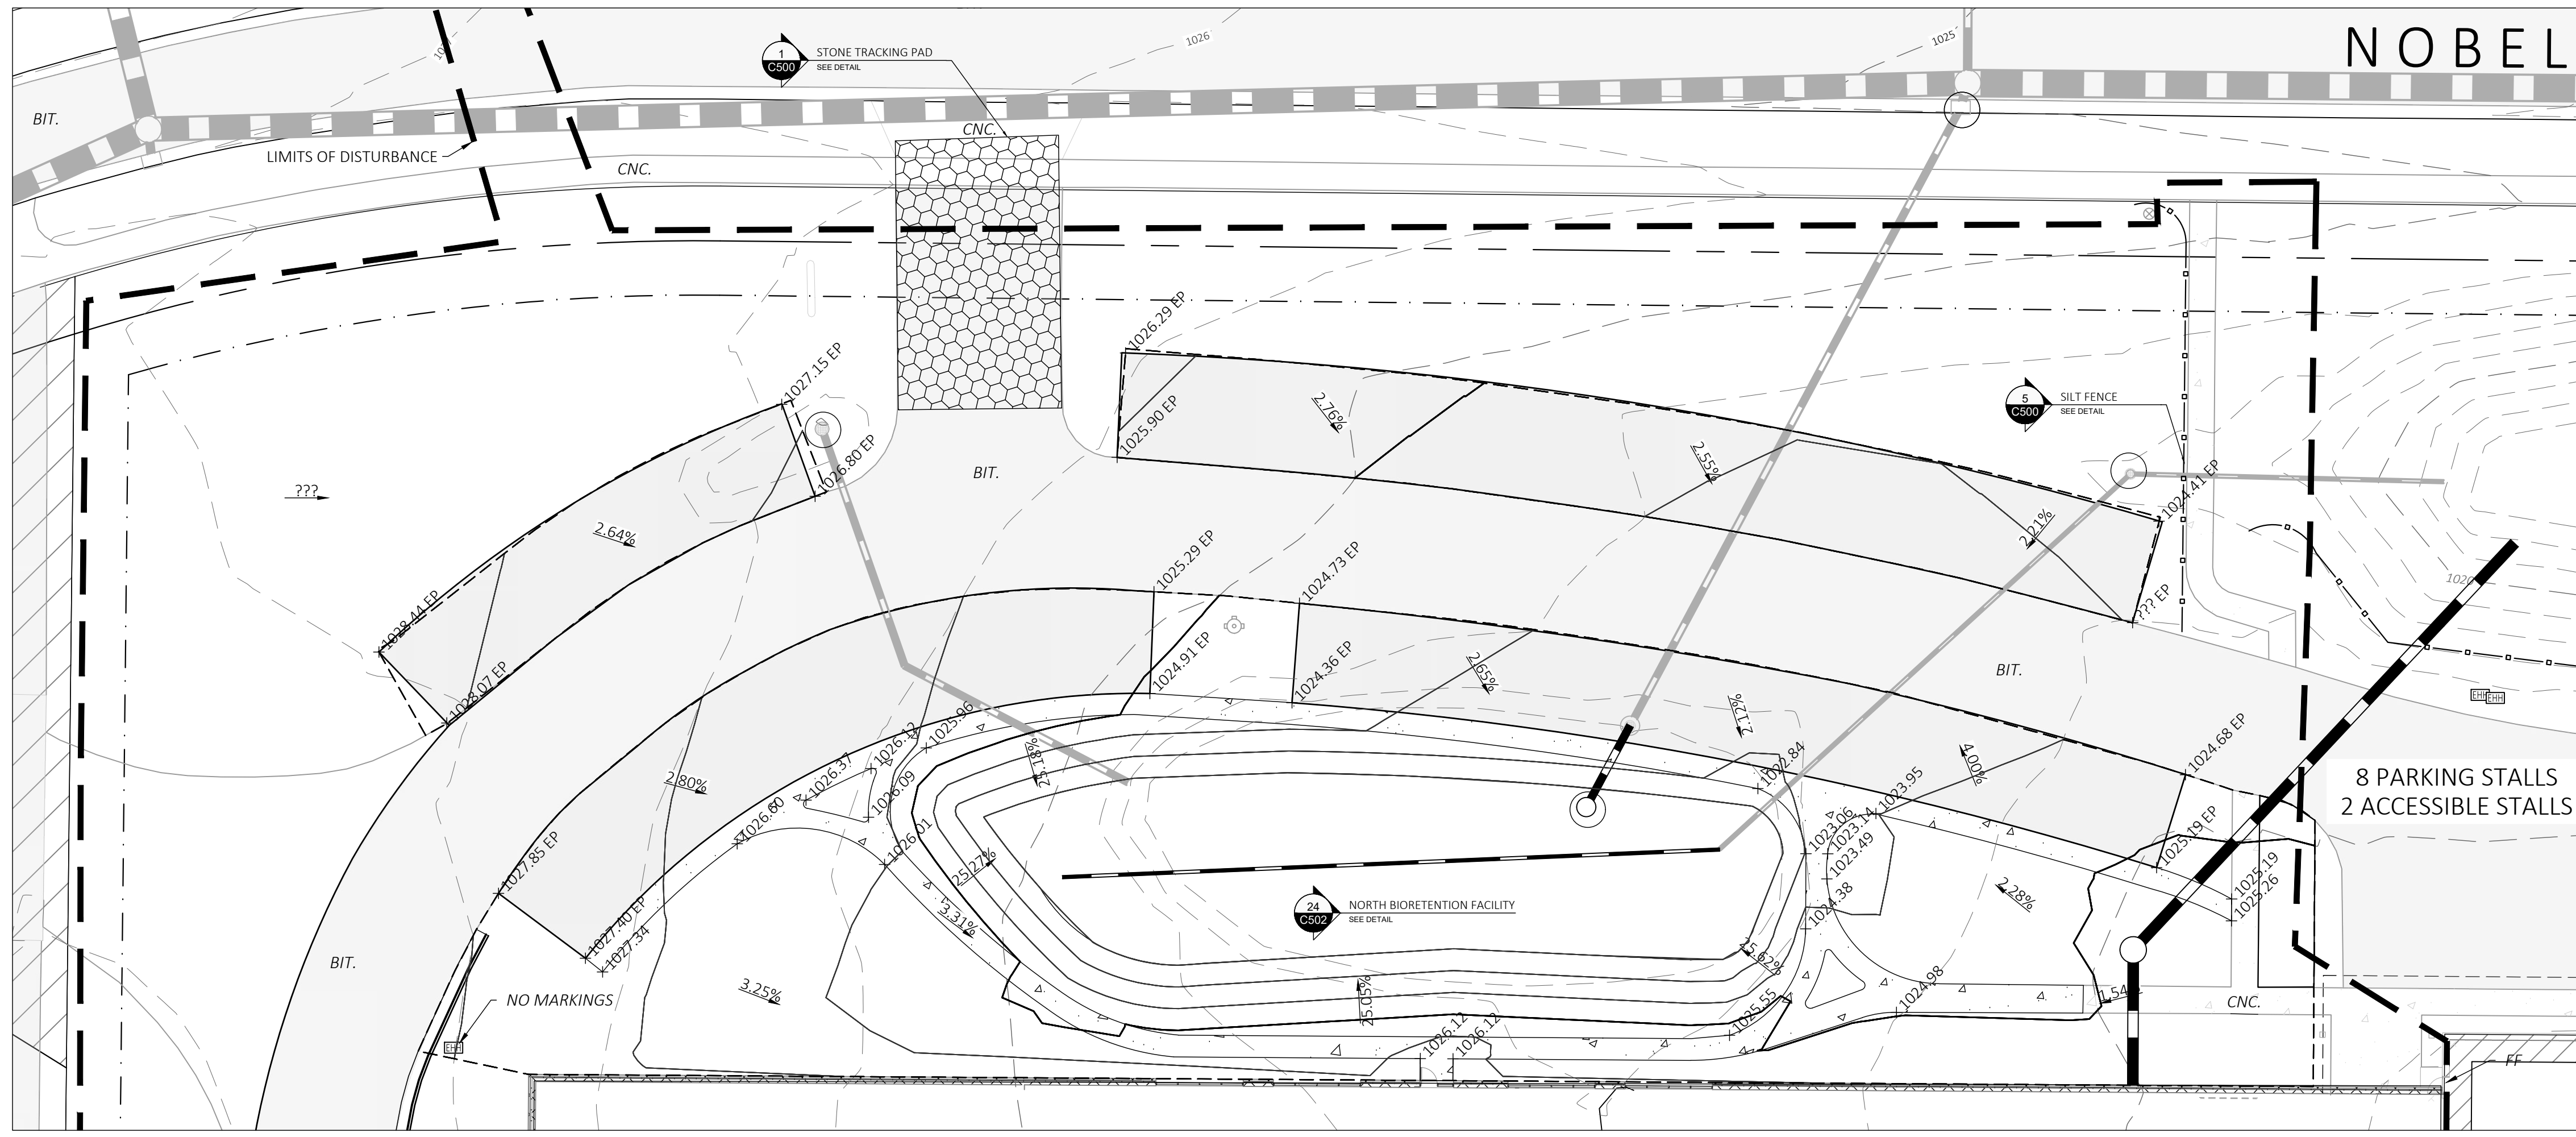 NOBEL
1
C500
STONE TRACKING PAD
SEE DETAIL
1026
1025
BIT.
CNC.
LIMITS OF DISTURBANCE
CNC.
1026.29 EP
1027.15 EP
1025.90 EP
2.76%
5
C500
SILT FENCE
SEE DETAIL
1026.80 EP
BIT.
2.55%
???
2.64%
1024.41 EP
2.21%
1025.29 EP
1024.73 EP
1028.44 EP
??? EP
1020
1024.91 EP
1024.36 EP
2.65%
BIT.
EHH
EHH
1028.07 EP
1026.12
1025.96
25.18%
2.12%
4.00%
1024.68 EP
2.80%
1026.37
1026.09
1022.84
1023.95
8 PARKING STALLS
2 ACCESSIBLE STALLS
1026.60
1026.01
1023.06
1023.14
1023.49
1025.19 EP
1027.85 EP
25.27%
3.31%
24
C502
NORTH BIORETENTION FACILITY
SEE DETAIL
1024.38
2.28%
1025.19
1025.26
1027.40 EP
1027.34
BIT.
3.25%
25.05%
25.62%
1024.98
1.54%
CNC.
NO MARKINGS
EHH
1026.12
1026.12
1025.55
FF